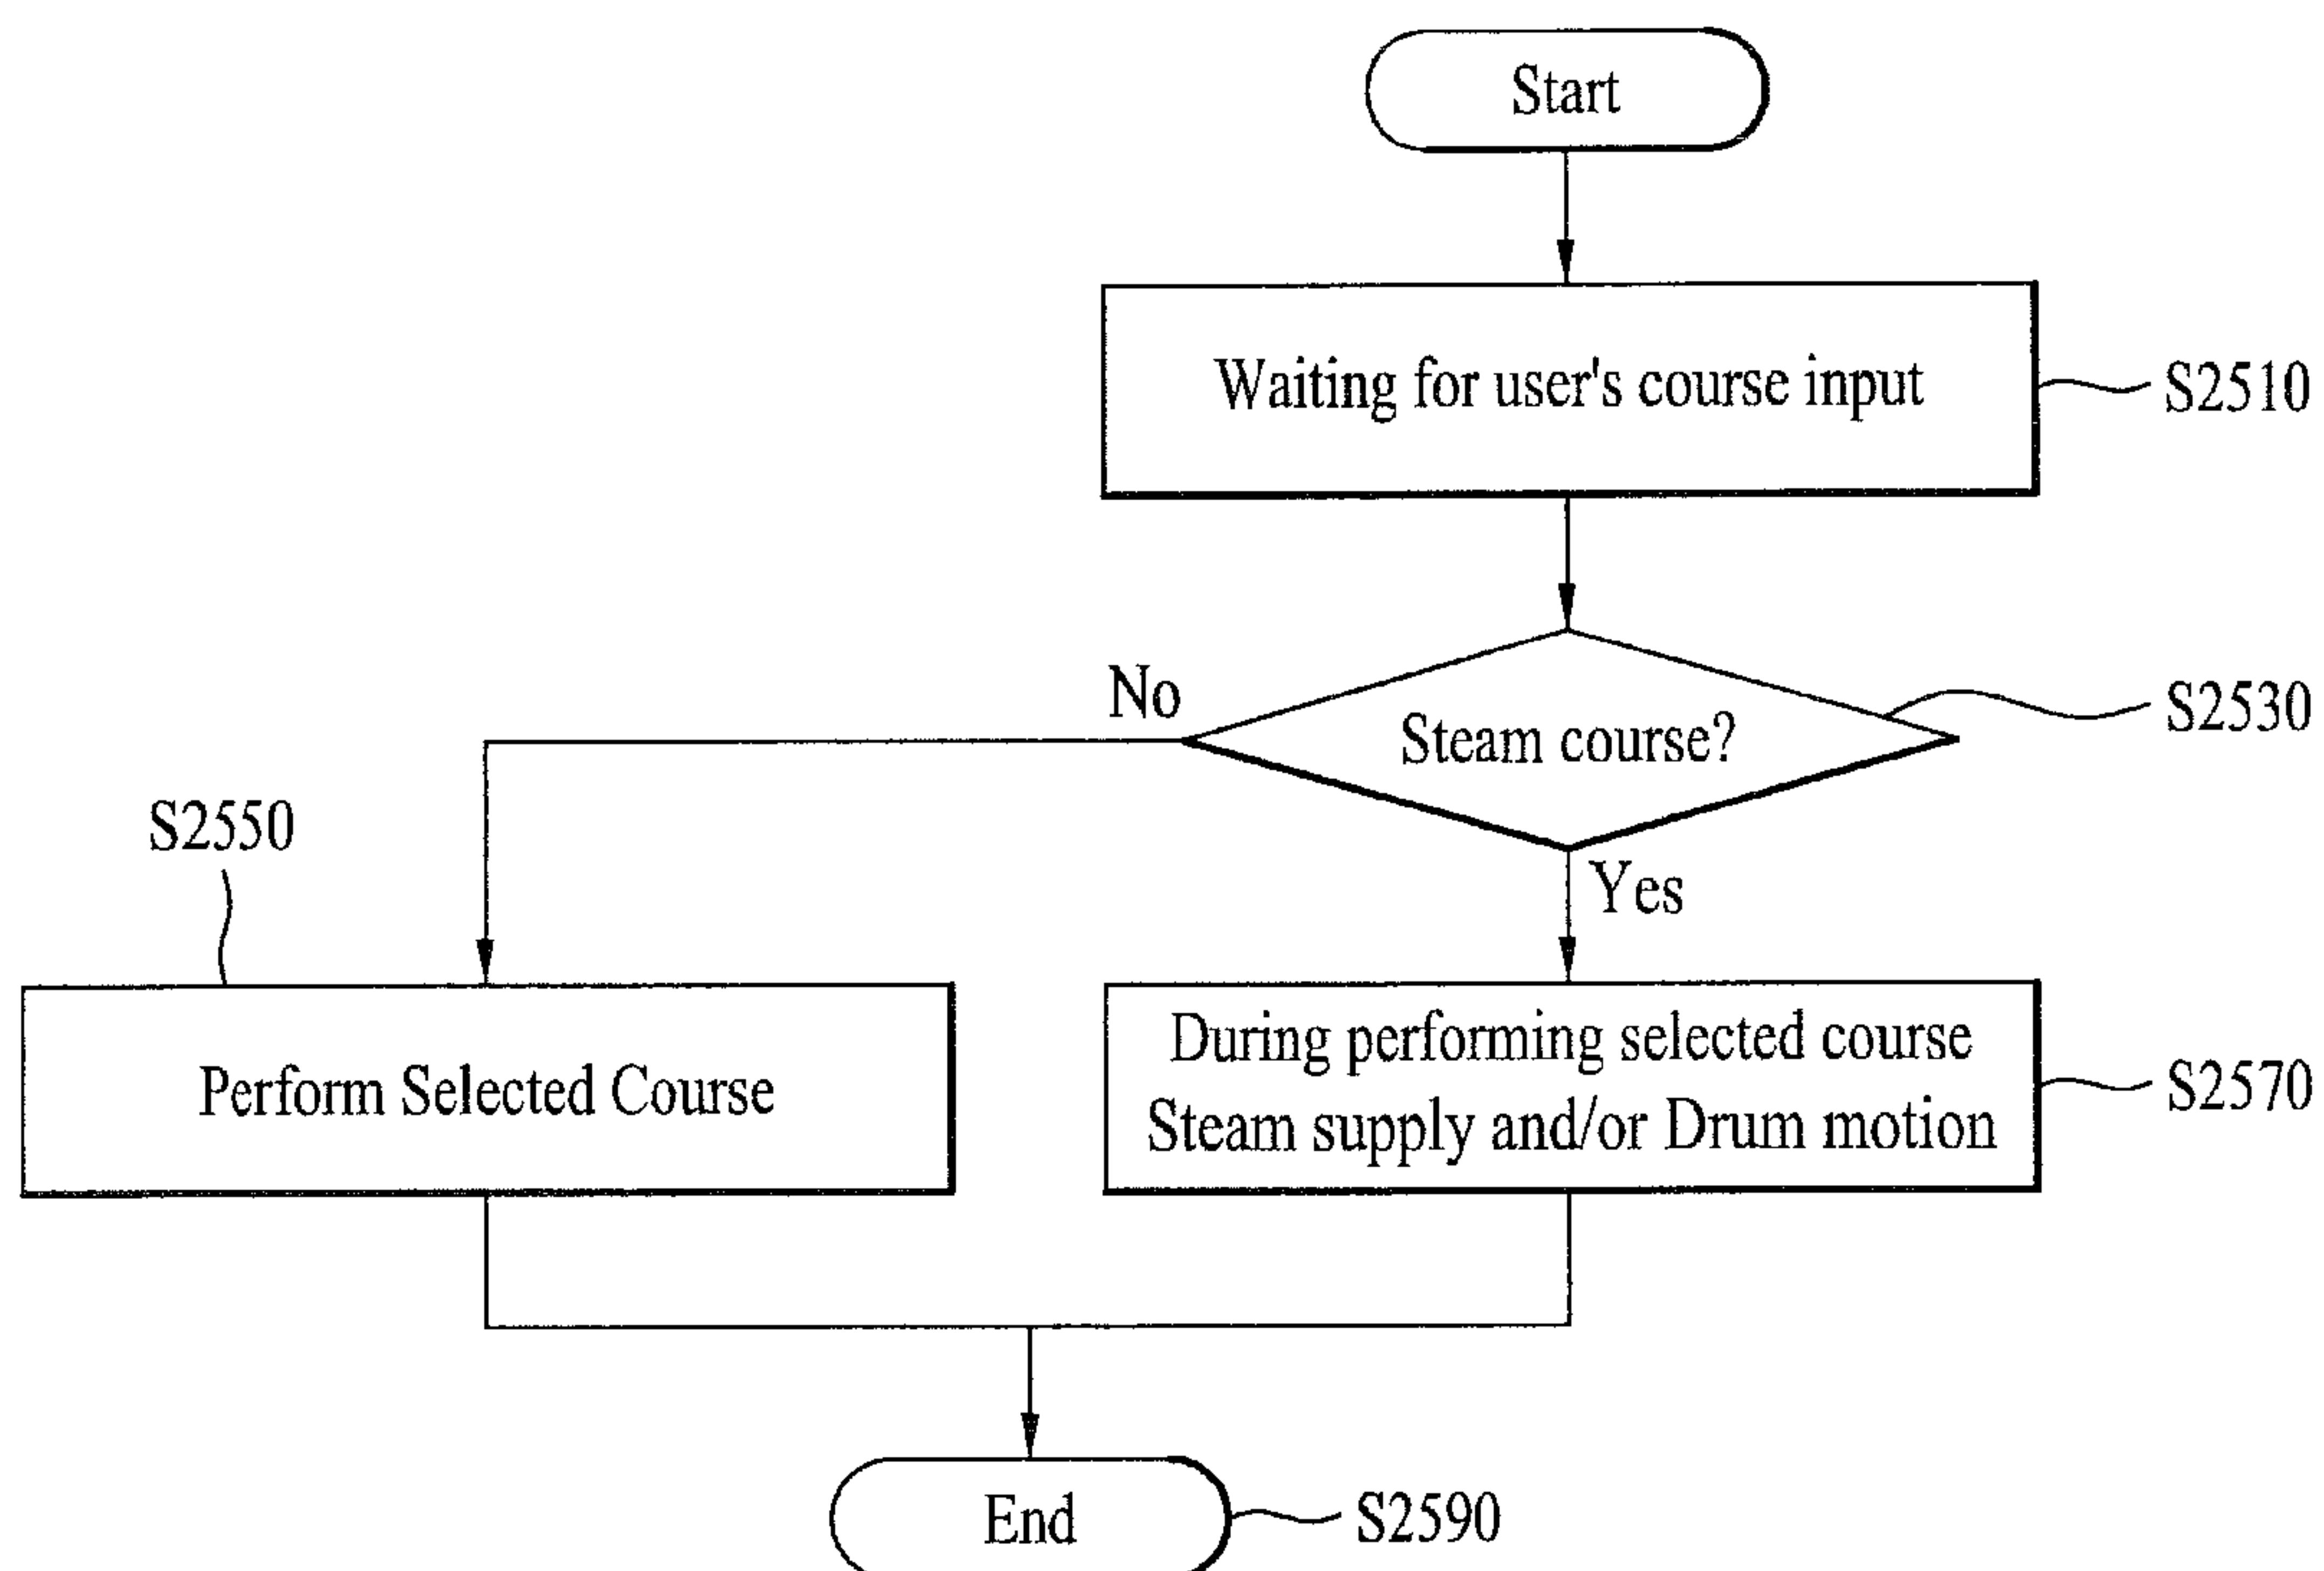 Start
Waiting for user's course input
S2510
No
Steam course?
S2530
Yes
S2550
Perform Selected Course
During performing selected course
Steam supply and/or Drum motion
S2570
End
S2590